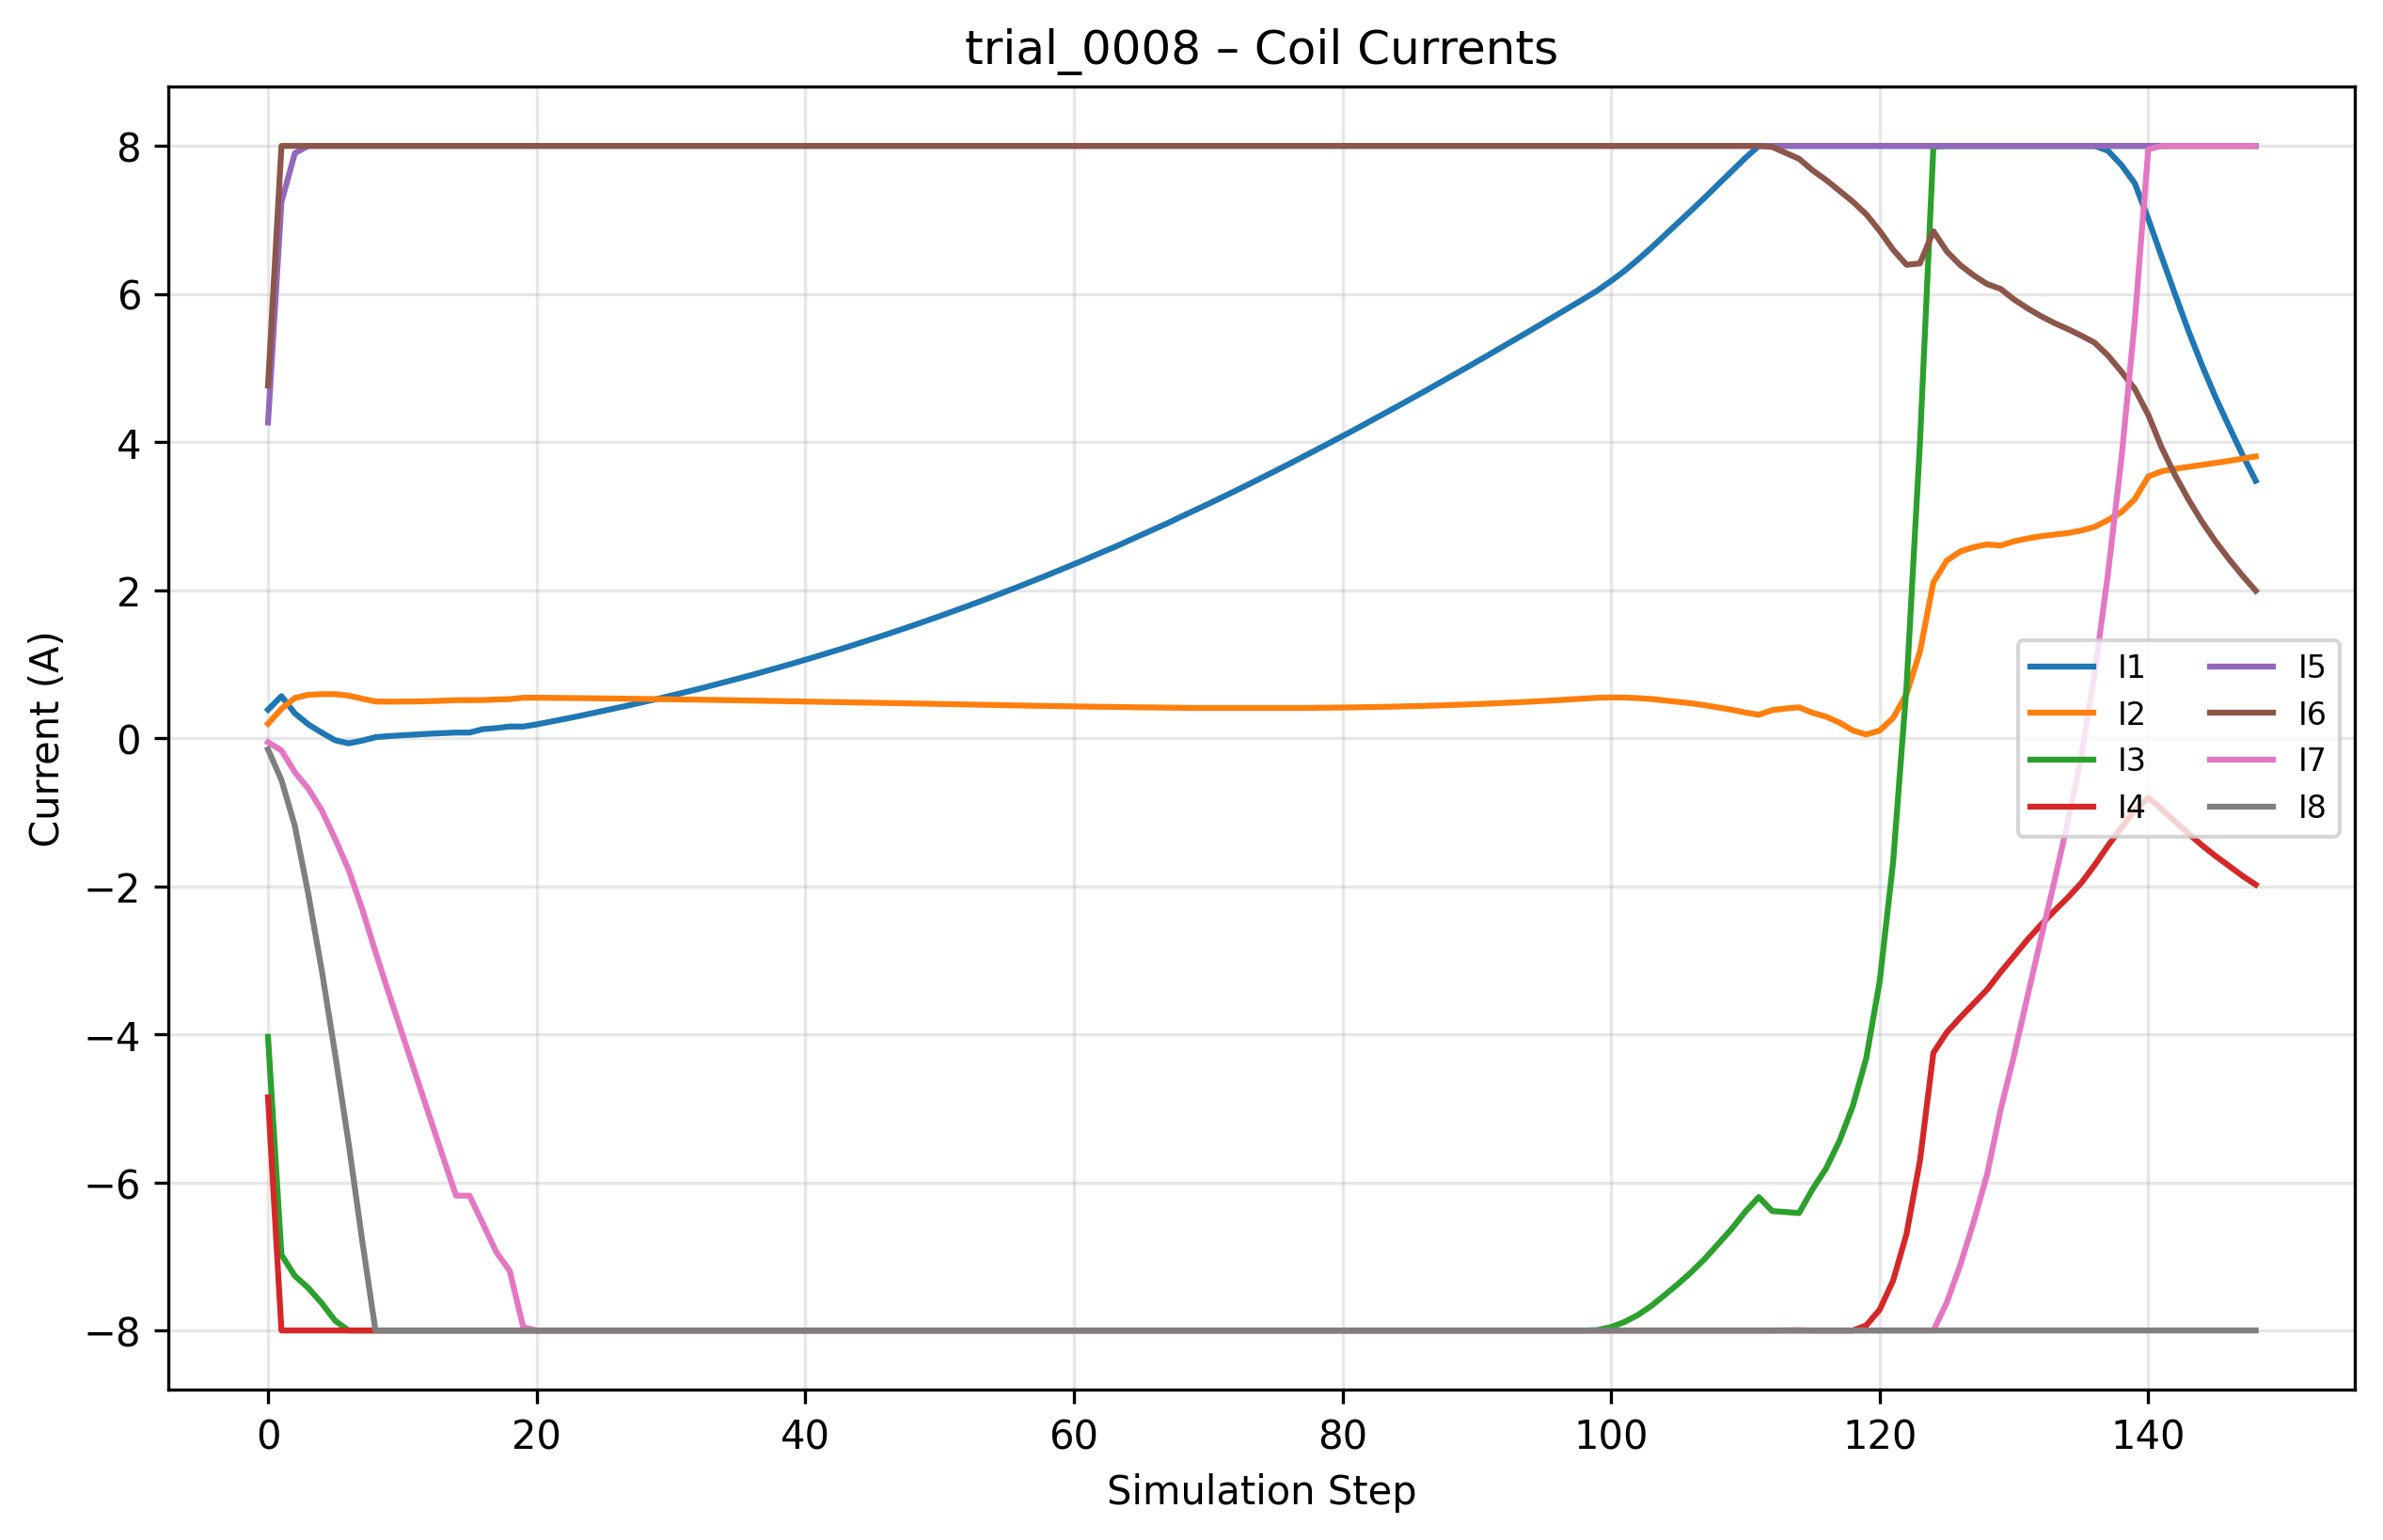 trial_0008 – Coil Currents
Current (A)
8
6
4
2
0
−2
−4
−6
−8
I1
I2
I3
I4
I5
I6
I7
I8
0 20 40 60 80 100 120 140
Simulation Step